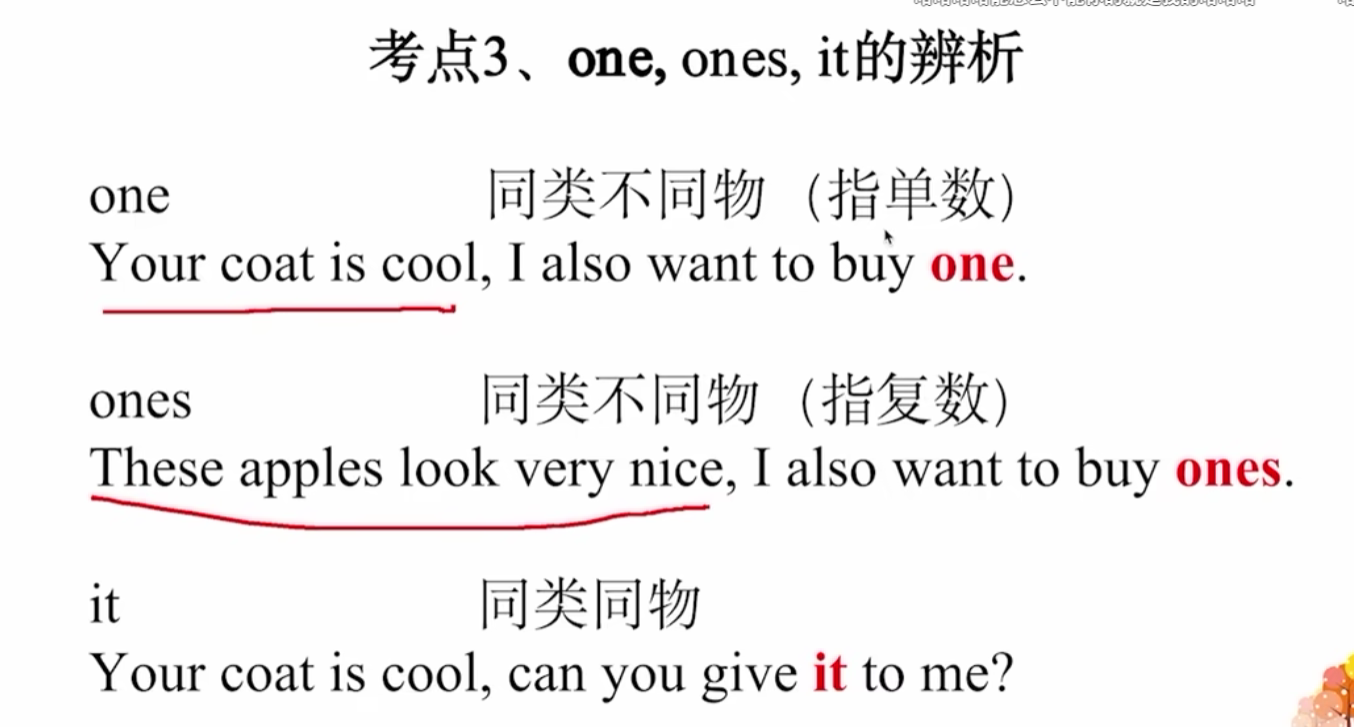 考点3、one, ones, it的辨析
one 同类不同物（指单数）
Your coat is cool, I also want to buy one.
ones 同类不同物（指复数）
These apples look very nice, I also want to buy ones.
it 同类同物
Your coat is cool, can you give it to me?